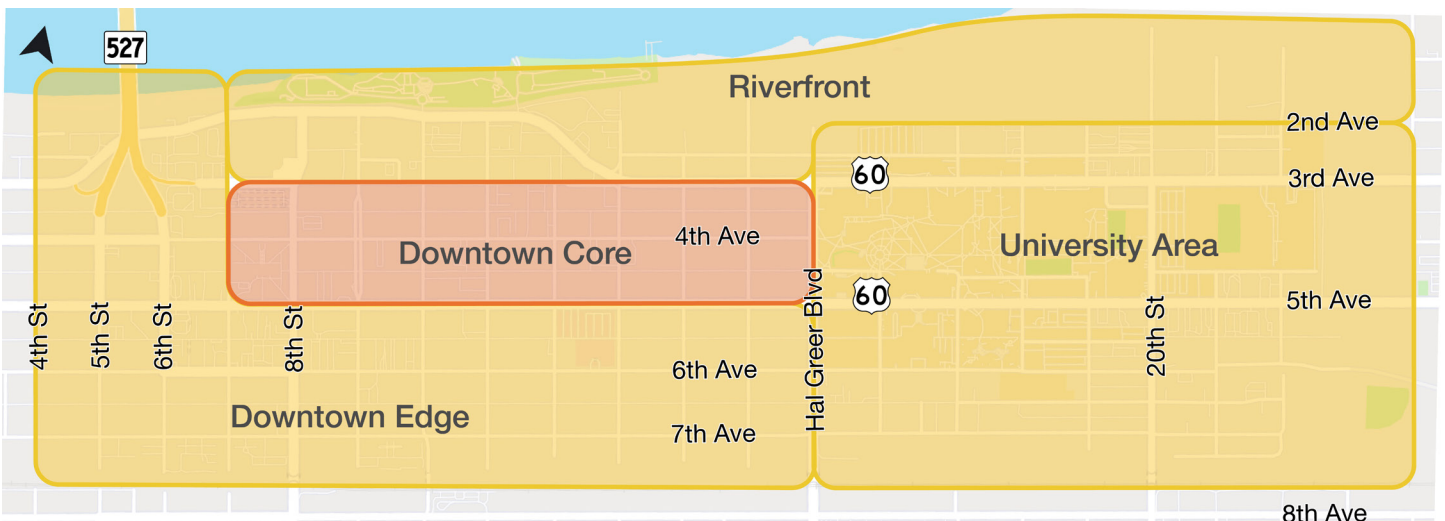 527
Riverfront
2nd Ave
60
3rd Ave
4th Ave
University Area
Downtown Core
60
5th Ave
4th St
5th St
6th St
8th St
Hal Greer Blvd
20th St
6th Ave
Downtown Edge
7th Ave
8th Ave